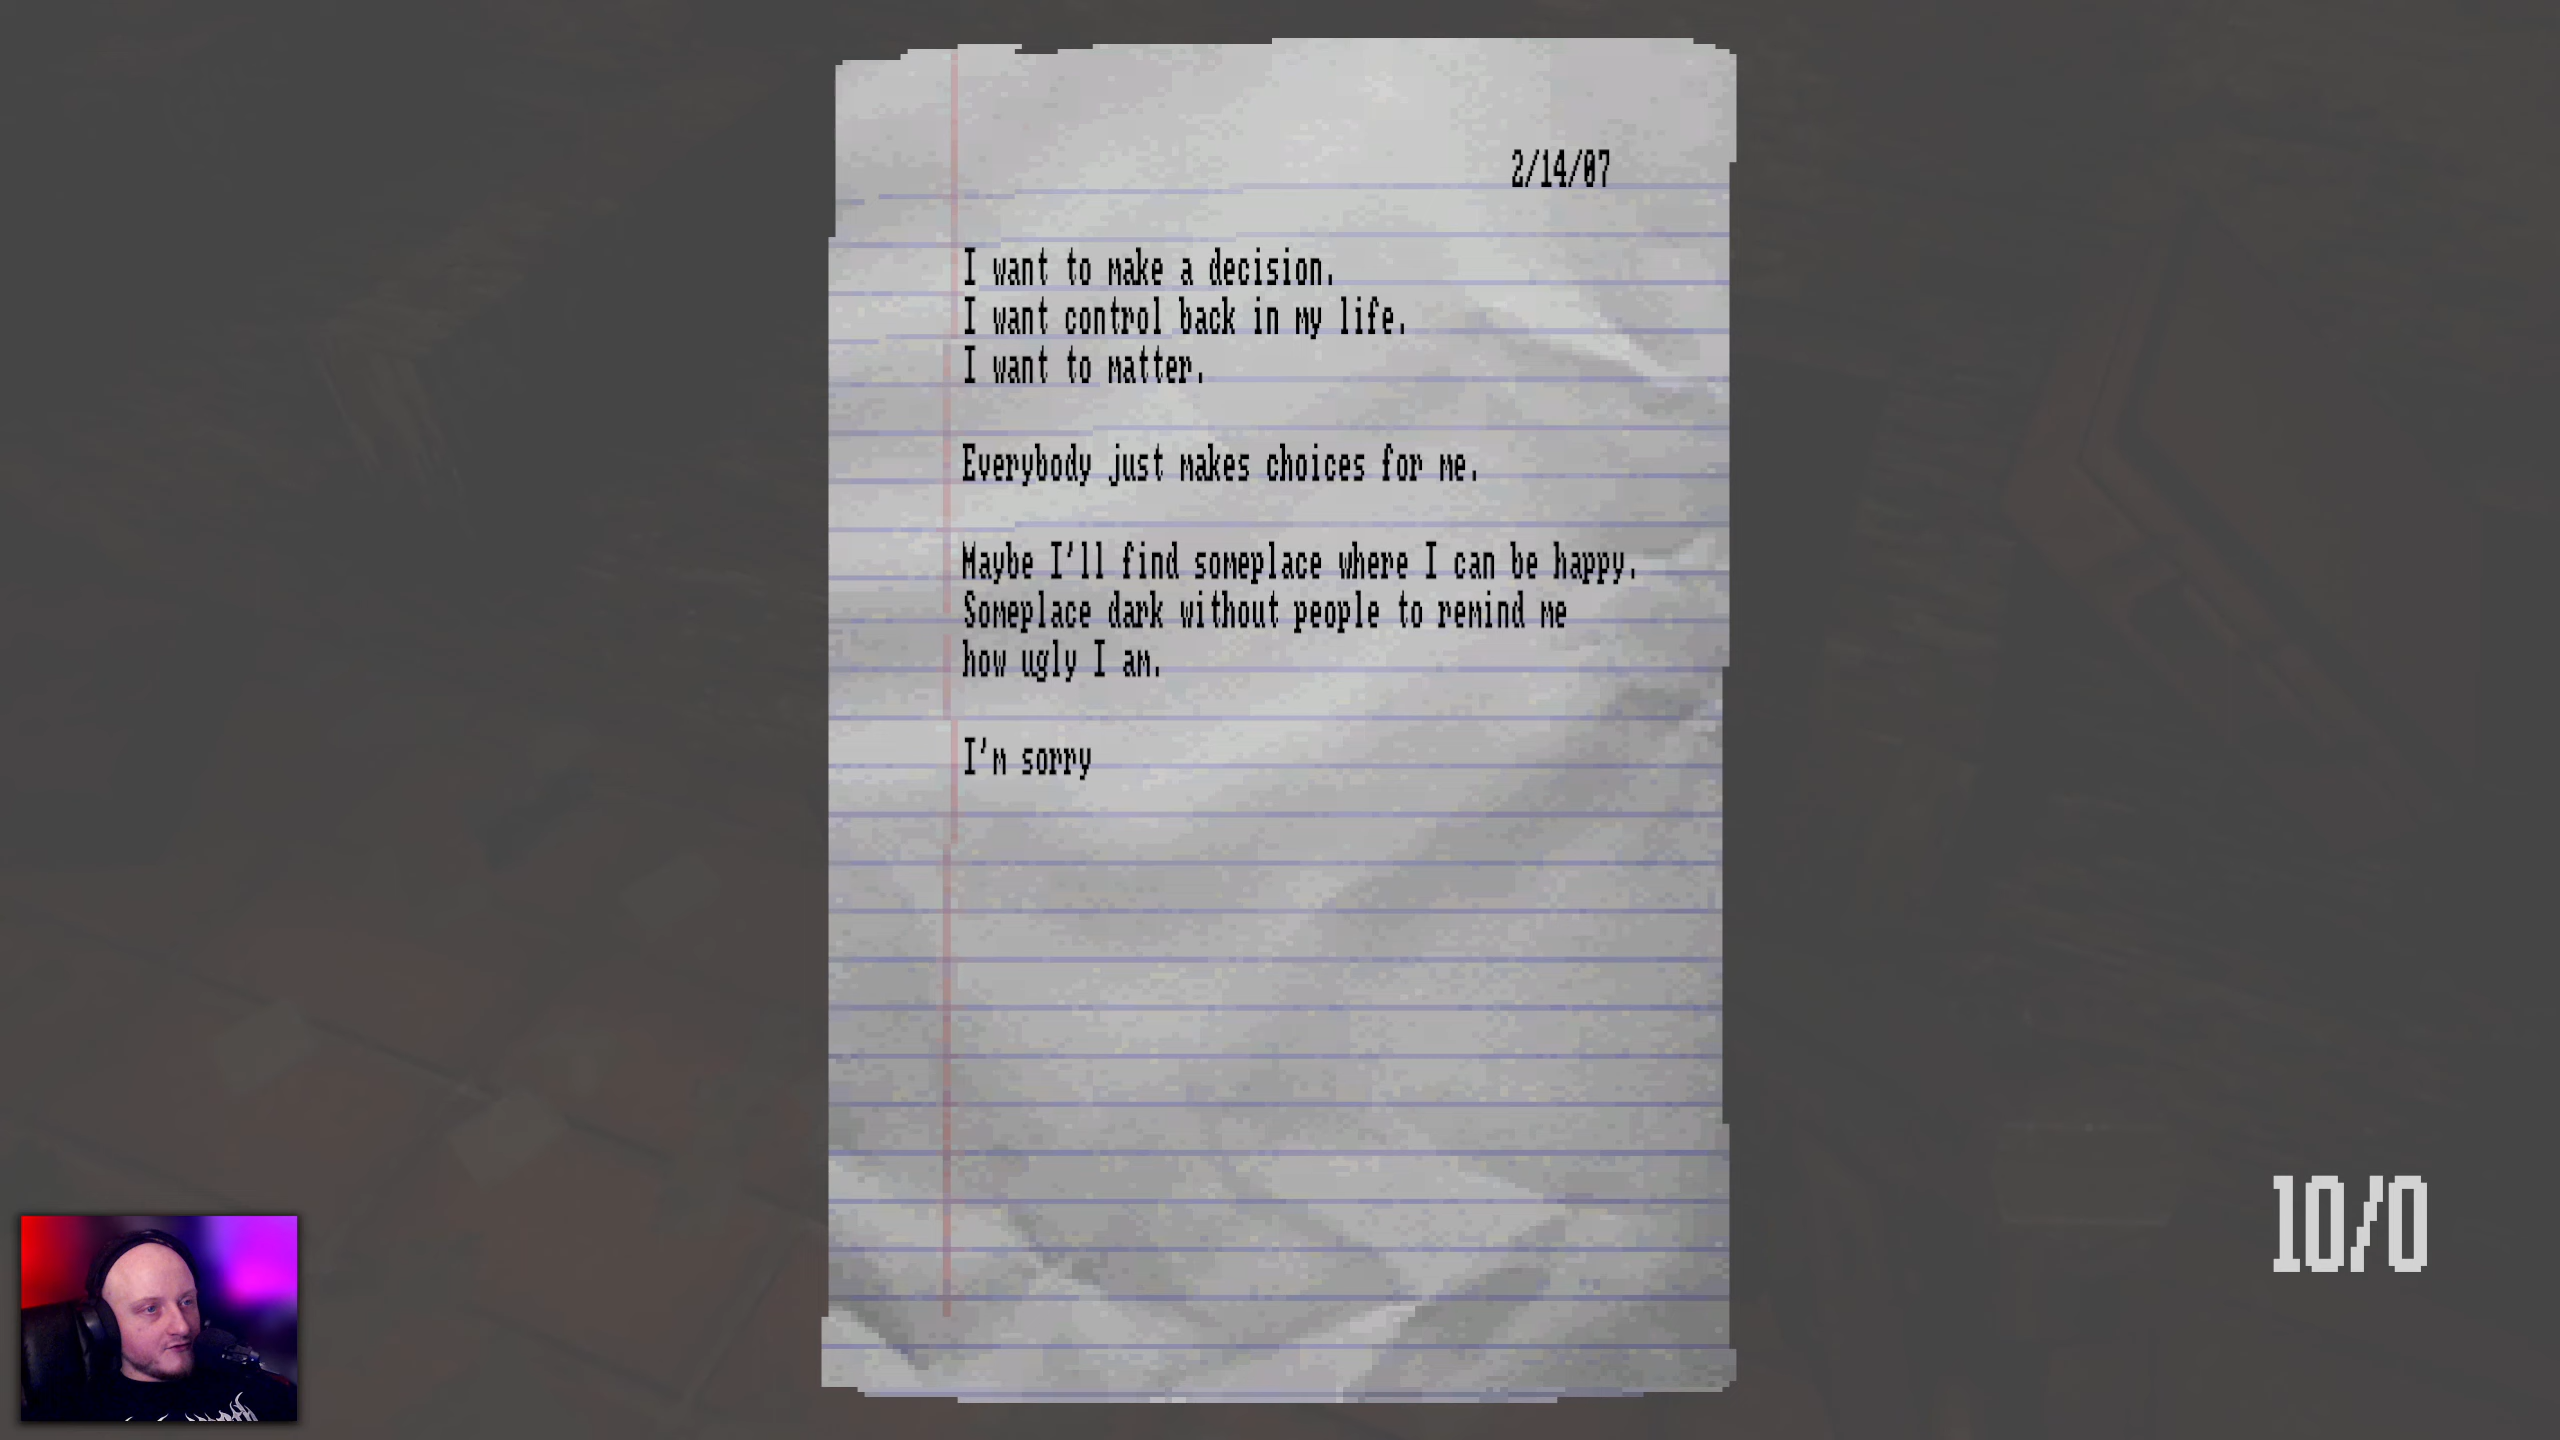 2/14/07
I want to make a decision.
I want control back in my life.
I want to matter.
Everybody just makes choices for me.
Maybe I'll find someplace where I can be happy.
Someplace dark without people to remind me
how ugly I am.
I'm sorry
10/0